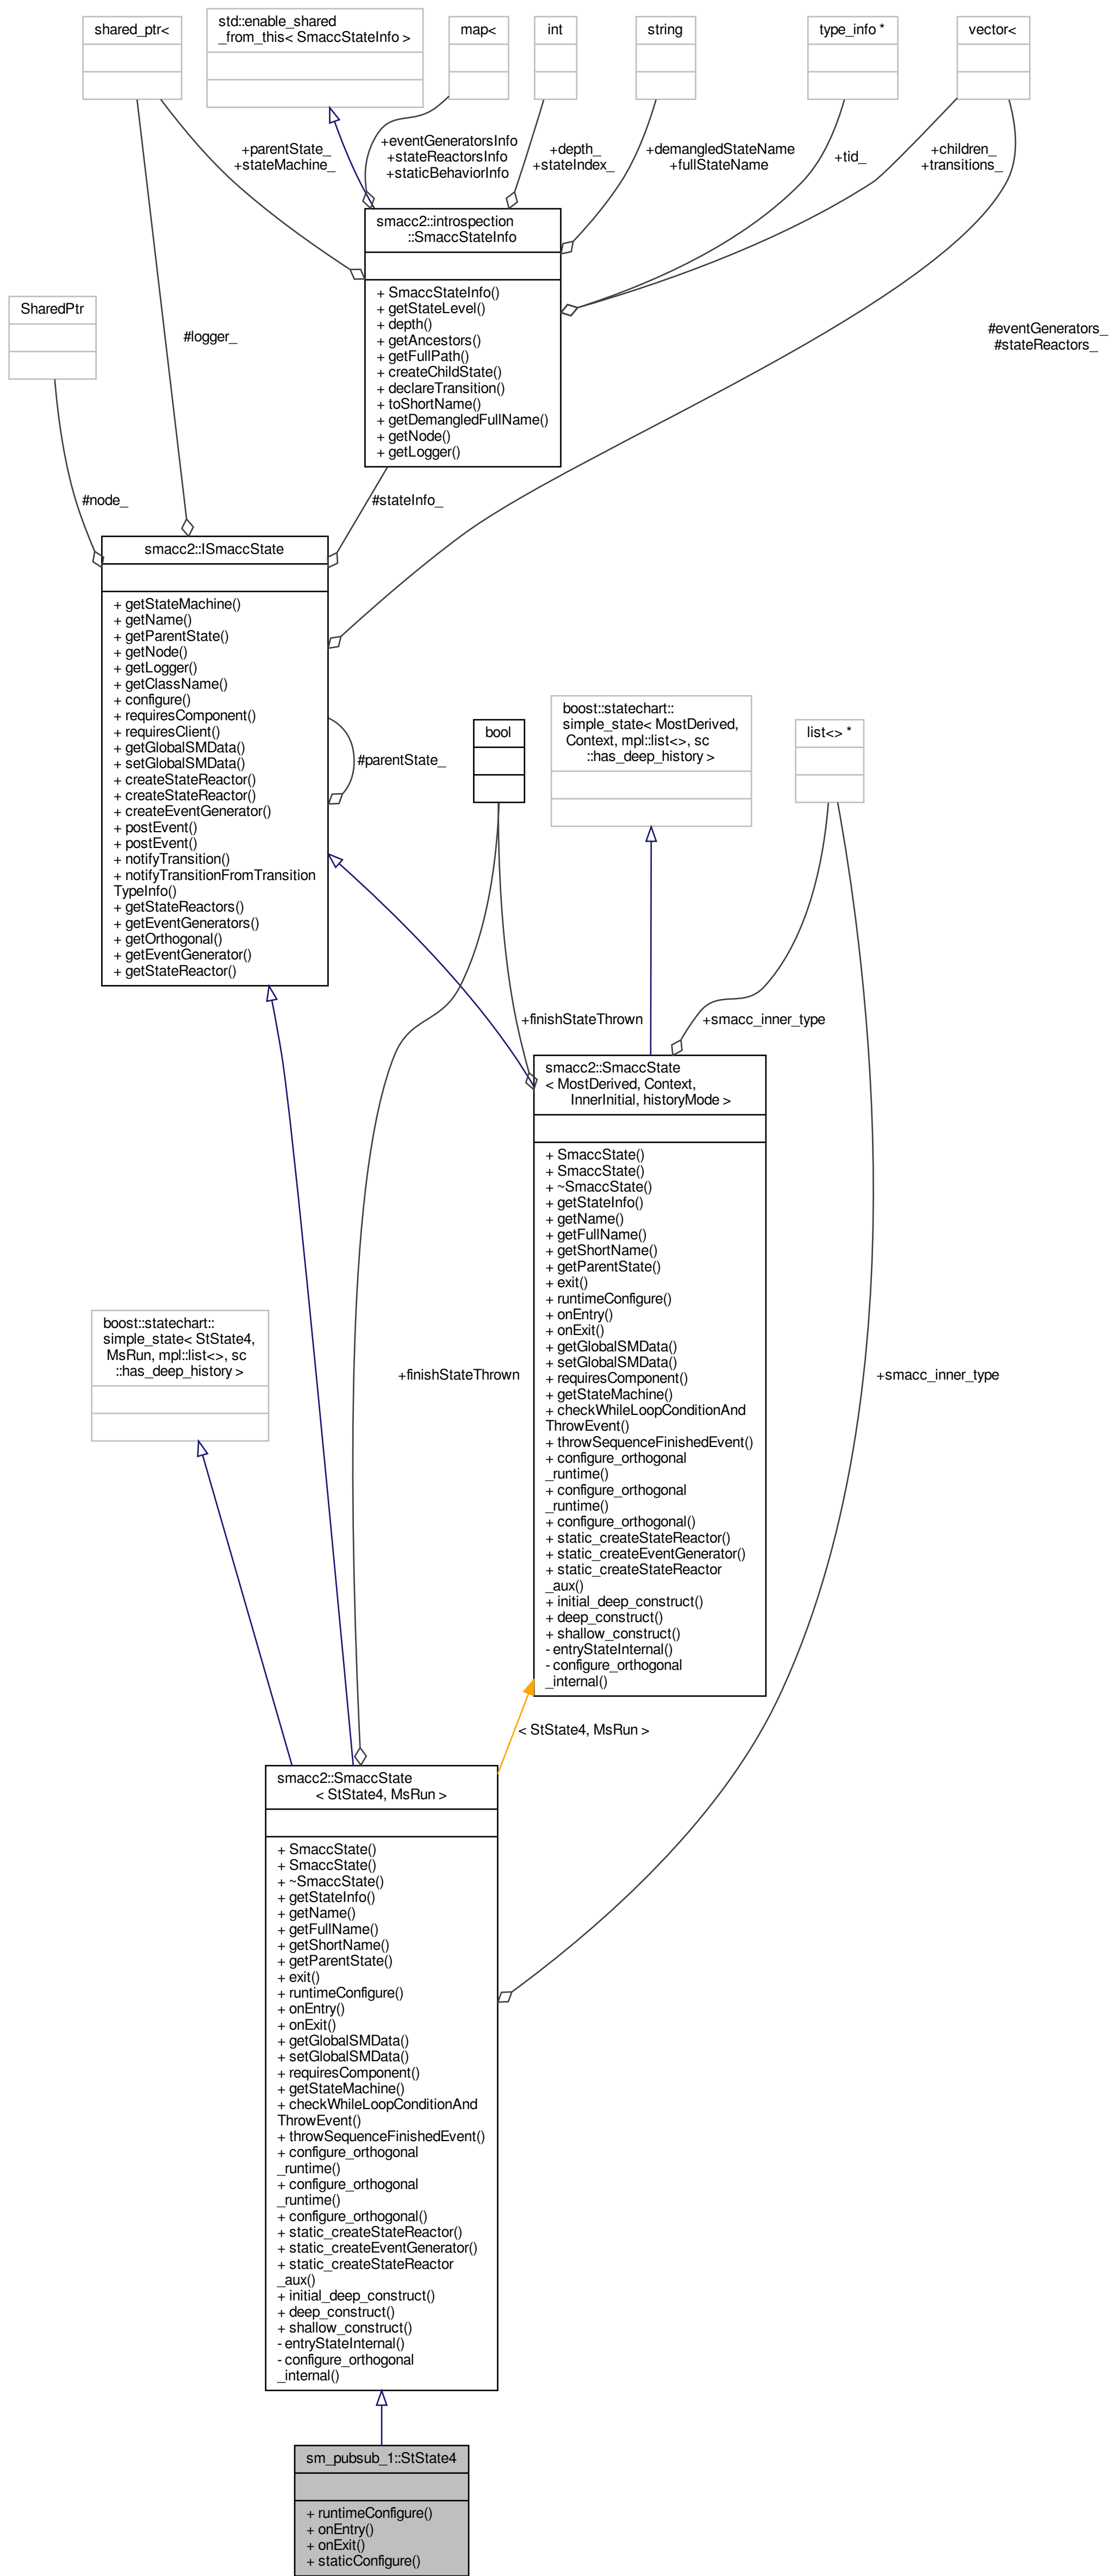 shared_ptr<
std::enable_shared
_from_this< SmaccStateInfo >
map<
int
string
type_info *
vector<
+parentState_
+stateMachine_
+eventGeneratorsInfo
+stateReactorsInfo
+staticBehaviorInfo
+depth_
+stateIndex_
+demangledStateName
+fullStateName
+tid_
+children_
+transitions_
smacc2::introspection
::SmaccStateInfo
+ SmaccStateInfo()
+ getStateLevel()
+ depth()
+ getAncestors()
+ getFullPath()
+ createChildState()
+ declareTransition()
+ toShortName()
+ getDemangledFullName()
+ getNode()
+ getLogger()
SharedPtr
#logger_
#eventGenerators_
#stateReactors_
#node_
#stateInfo_
smacc2::ISmaccState
+ getStateMachine()
+ getName()
+ getParentState()
+ getNode()
+ getLogger()
+ getClassName()
+ configure()
+ requiresComponent()
+ requiresClient()
+ getGlobalSMData()
+ setGlobalSMData()
+ createStateReactor()
+ createStateReactor()
+ createEventGenerator()
+ postEvent()
+ postEvent()
+ notifyTransition()
+ notifyTransitionFromTransition
TypeInfo()
+ getStateReactors()
+ getEventGenerators()
+ getOrthogonal()
+ getEventGenerator()
+ getStateReactor()
#parentState_
bool
boost::statechart::
simple_state< MostDerived,
Context, mpl::list<>, sc
::has_deep_history >
list<> *
+finishStateThrown
+smacc_inner_type
smacc2::SmaccState
< MostDerived, Context,
InnerInitial, historyMode >
+ SmaccState()
+ SmaccState()
+ ~SmaccState()
+ getStateInfo()
+ getName()
+ getFullName()
+ getShortName()
+ getParentState()
+ exit()
+ runtimeConfigure()
+ onEntry()
+ onExit()
+ getGlobalSMData()
+ setGlobalSMData()
+ requiresComponent()
+ getStateMachine()
+ checkWhileLoopConditionAnd
ThrowEvent()
+ throwSequenceFinishedEvent()
+ configure_orthogonal
_runtime()
+ configure_orthogonal
_runtime()
+ configure_orthogonal()
+ static_createStateReactor()
+ static_createEventGenerator()
+ static_createStateReactor
_aux()
+ initial_deep_construct()
+ deep_construct()
+ shallow_construct()
- entryStateInternal()
- configure_orthogonal
_internal()
boost::statechart::
simple_state< StState4,
MsRun, mpl::list<>, sc
::has_deep_history >
+finishStateThrown
+smacc_inner_type
< StState4, MsRun >
smacc2::SmaccState
< StState4, MsRun >
+ SmaccState()
+ SmaccState()
+ ~SmaccState()
+ getStateInfo()
+ getName()
+ getFullName()
+ getShortName()
+ getParentState()
+ exit()
+ runtimeConfigure()
+ onEntry()
+ onExit()
+ getGlobalSMData()
+ setGlobalSMData()
+ requiresComponent()
+ getStateMachine()
+ checkWhileLoopConditionAnd
ThrowEvent()
+ throwSequenceFinishedEvent()
+ configure_orthogonal
_runtime()
+ configure_orthogonal
_runtime()
+ configure_orthogonal()
+ static_createStateReactor()
+ static_createEventGenerator()
+ static_createStateReactor
_aux()
+ initial_deep_construct()
+ deep_construct()
+ shallow_construct()
- entryStateInternal()
- configure_orthogonal
_internal()
sm_pubsub_1::StState4
+ runtimeConfigure()
+ onEntry()
+ onExit()
+ staticConfigure()